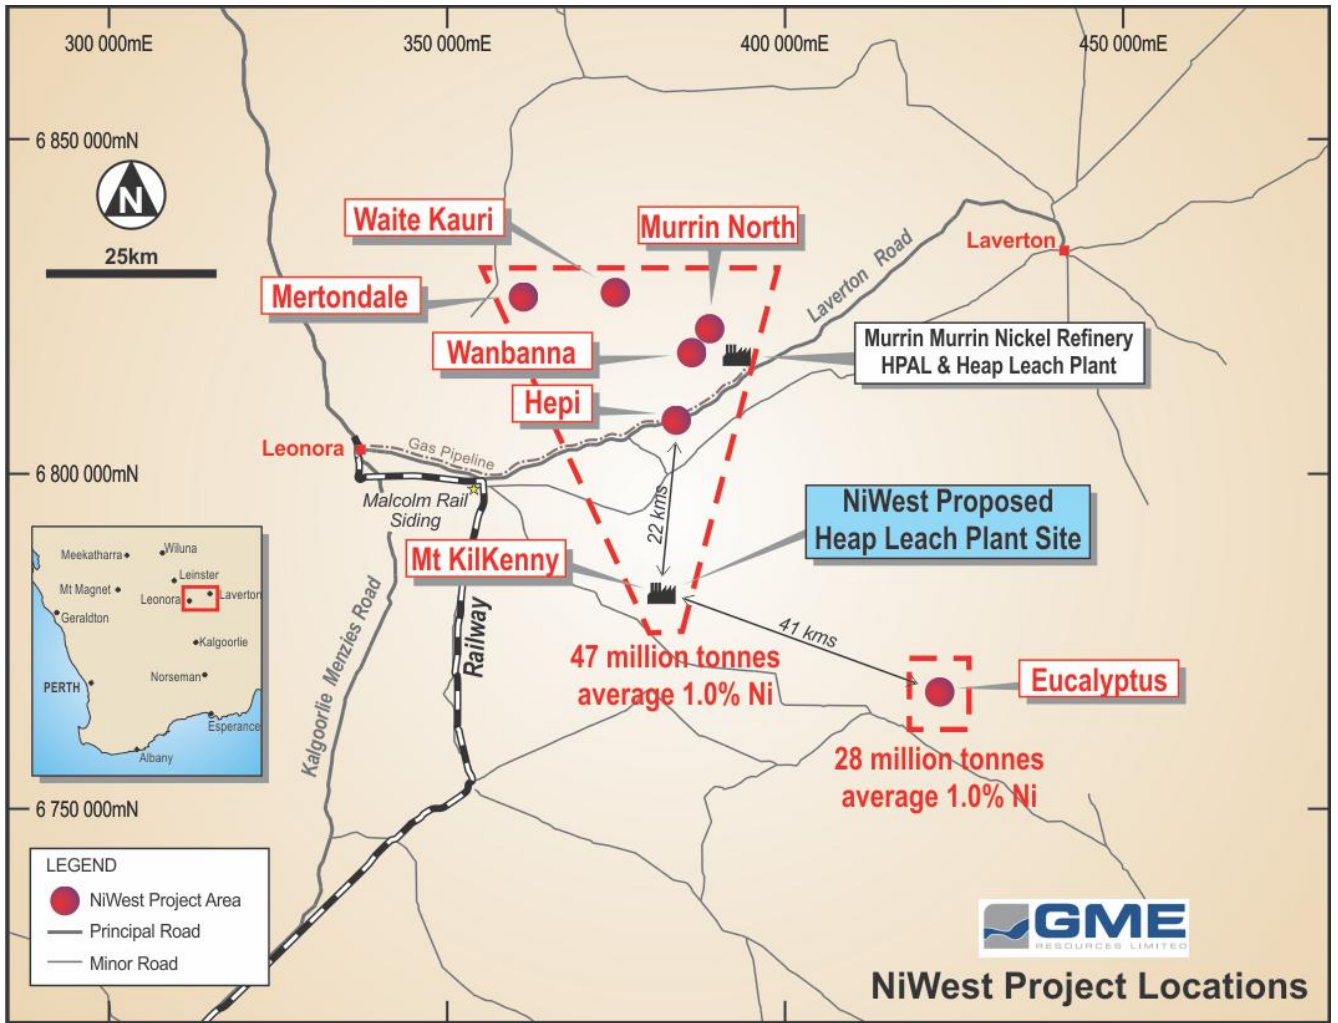 300 000mE
350 000mE
400 000mE
450 000mE
6 850 000mN
N
25km
Waite Kauri
Murrin North
Laverton
Mertondale
Laverton Road
Wanbanna
Murrin Murrin Nickel Refinery
HPAL & Heap Leach Plant
Hepi
Leonora
Gas Pipeline
6 800 000mN
Malcolm Rail
Siding
22 kms
NiWest Proposed
Heap Leach Plant Site
Mt KilKenny
Meekatharra
Wiluna
Leinster
Mt Magnet
Leonora
Laverton
Geraldton
Kalgoorlie
Norseman
PERTH
Esperance
Albany
Kalgoorlie Menzies Road
Railway
41 kms
47 million tonnes
average 1.0% Ni
Eucalyptus
28 million tonnes
average 1.0% Ni
6 750 000mN
LEGEND
NiWest Project Area
Principal Road
Minor Road
GME
RESOURCES LIMITED
NiWest Project Locations